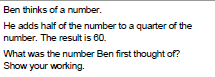 Ben thinks of a number.
He adds half of the number to a quarter of the
number. The result is 60.
What was the number Ben first thought of?
Show your working.